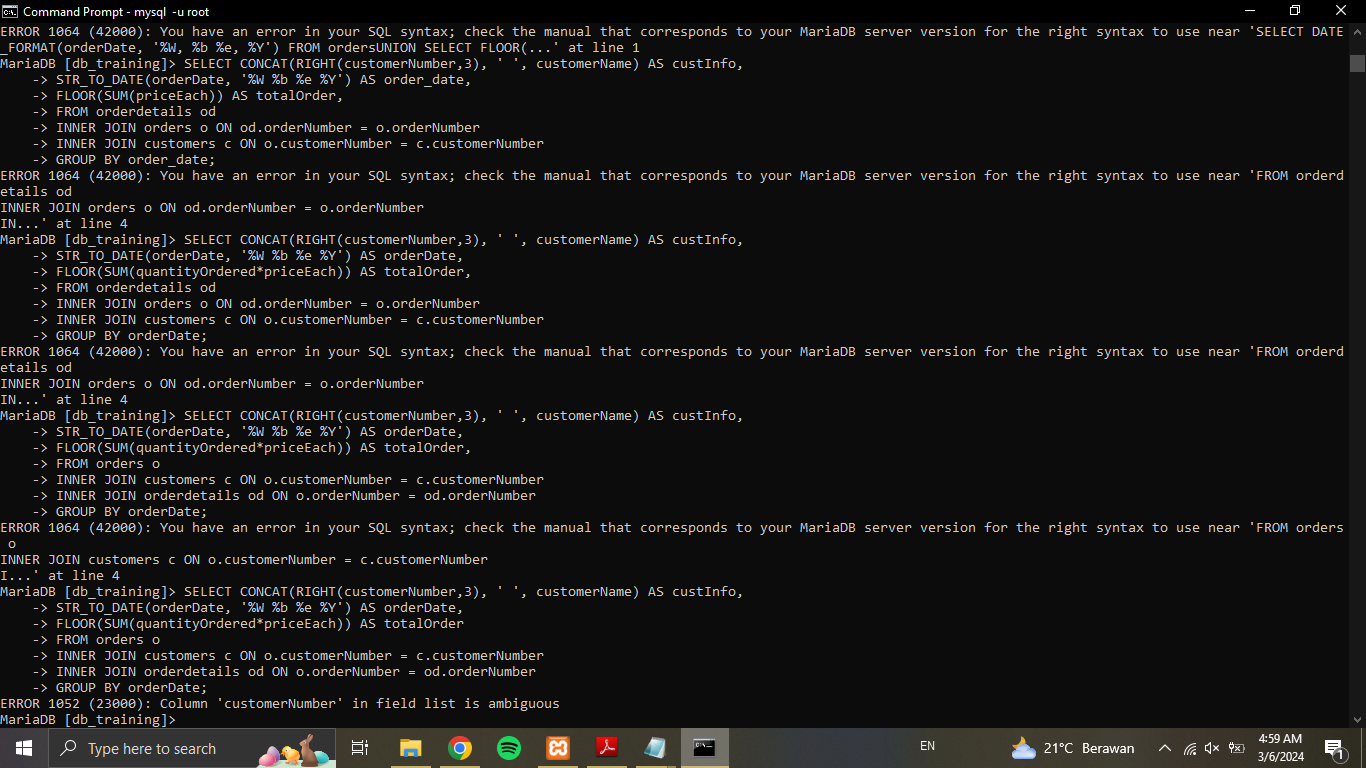 Command Prompt - mysql -u root
ERROR 1064 (42000): You have an error in your SQL syntax; check the manual that corresponds to your MariaDB server version for the right syntax to use near 'SELECT DATE
_FORMAT(orderDate, '%W, %b %e, %Y') FROM ordersUNION SELECT FLOOR(...' at line 1
MariaDB [db_training]> SELECT CONCAT(RIGHT(customerNumber,3), ' ', customerName) AS custInfo,
    -> STR_TO_DATE(orderDate, '%W %b %e %Y') AS order_date,
    -> FLOOR(SUM(priceEach)) AS totalOrder,
    -> FROM orderdetails od
    -> INNER JOIN orders o ON od.orderNumber = o.orderNumber
    -> INNER JOIN customers c ON o.customerNumber = c.customerNumber
    -> GROUP BY order_date;
ERROR 1064 (42000): You have an error in your SQL syntax; check the manual that corresponds to your MariaDB server version for the right syntax to use near 'FROM orderd
etails od
INNER JOIN orders o ON od.orderNumber = o.orderNumber
IN...' at line 4
MariaDB [db_training]> SELECT CONCAT(RIGHT(customerNumber,3), ' ', customerName) AS custInfo,
    -> STR_TO_DATE(orderDate, '%W %b %e %Y') AS orderDate,
    -> FLOOR(SUM(quantityOrdered*priceEach)) AS totalOrder,
    -> FROM orderdetails od
    -> INNER JOIN orders o ON od.orderNumber = o.orderNumber
    -> INNER JOIN customers c ON o.customerNumber = c.customerNumber
    -> GROUP BY orderDate;
ERROR 1064 (42000): You have an error in your SQL syntax; check the manual that corresponds to your MariaDB server version for the right syntax to use near 'FROM orderd
etails od
INNER JOIN orders o ON od.orderNumber = o.orderNumber
IN...' at line 4
MariaDB [db_training]> SELECT CONCAT(RIGHT(customerNumber,3), ' ', customerName) AS custInfo,
    -> STR_TO_DATE(orderDate, '%W %b %e %Y') AS orderDate,
    -> FLOOR(SUM(quantityOrdered*priceEach)) AS totalOrder,
    -> FROM orders o
    -> INNER JOIN customers c ON o.customerNumber = c.customerNumber
    -> INNER JOIN orderdetails od ON o.orderNumber = od.orderNumber
    -> GROUP BY orderDate;
ERROR 1064 (42000): You have an error in your SQL syntax; check the manual that corresponds to your MariaDB server version for the right syntax to use near 'FROM orders
 o
INNER JOIN customers c ON o.customerNumber = c.customerNumber
I...' at line 4
MariaDB [db_training]> SELECT CONCAT(RIGHT(customerNumber,3), ' ', customerName) AS custInfo,
    -> STR_TO_DATE(orderDate, '%W %b %e %Y') AS orderDate,
    -> FLOOR(SUM(quantityOrdered*priceEach)) AS totalOrder
    -> FROM orders o
    -> INNER JOIN customers c ON o.customerNumber = c.customerNumber
    -> INNER JOIN orderdetails od ON o.orderNumber = od.orderNumber
    -> GROUP BY orderDate;
ERROR 1052 (23000): Column 'customerNumber' in field list is ambiguous
MariaDB [db_training]>
Type here to search
EN
21°C Berawan
4:59 AM
3/6/2024
1